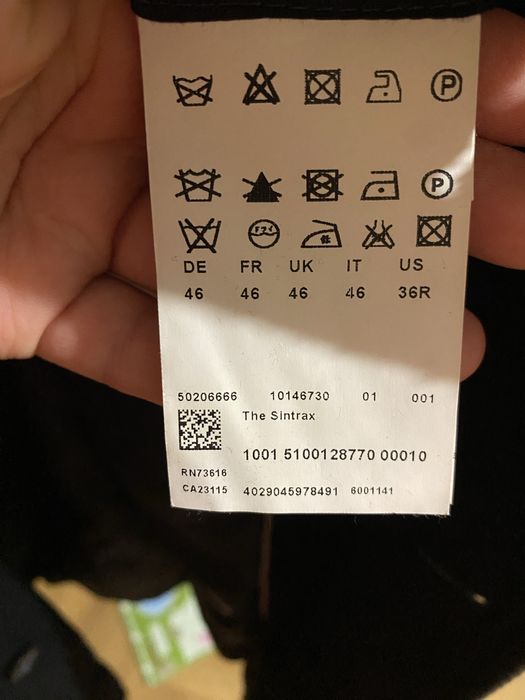 P
P
DE FR UK IT US
46 46 46 46 36R
50206666 10146730 01 001
The Sintrax
1001 5100128770 00010
RN73616
CA23115 4029045978491 6001141